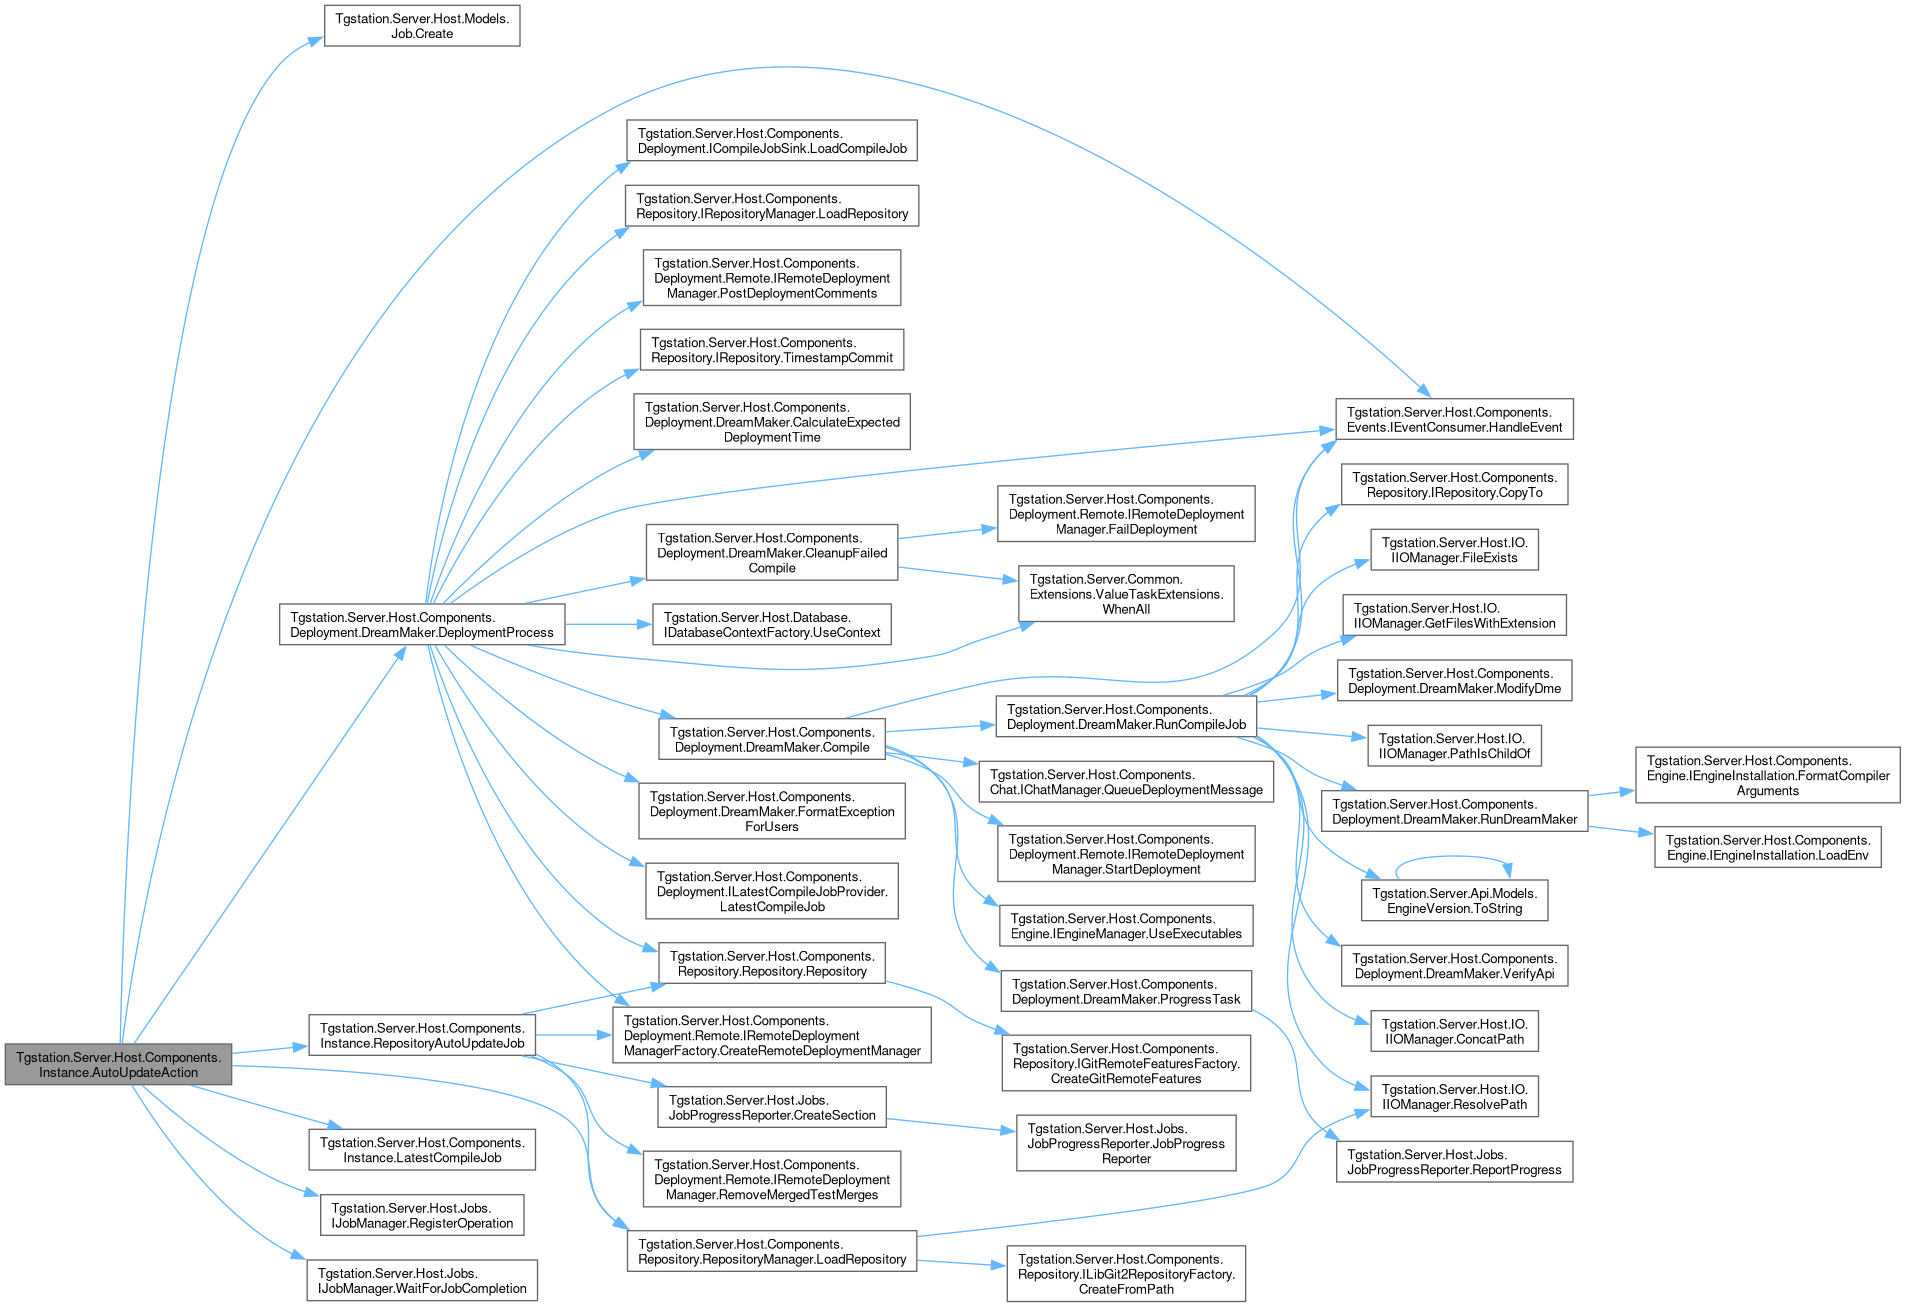 Tgstation.Server.Host.Models.
Job.Create
Tgstation.Server.Host.Components.
Deployment.ICompileJobSink.LoadCompileJob
Tgstation.Server.Host.Components.
Repository.IRepositoryManager.LoadRepository
Tgstation.Server.Host.Components.
Deployment.Remote.IRemoteDeployment
Manager.PostDeploymentComments
Tgstation.Server.Host.Components.
Repository.IRepository.TimestampCommit
Tgstation.Server.Host.Components.
Deployment.DreamMaker.CalculateExpected
DeploymentTime
Tgstation.Server.Host.Components.
Events.IEventConsumer.HandleEvent
Tgstation.Server.Host.Components.
Repository.IRepository.CopyTo
Tgstation.Server.Host.Components.
Deployment.Remote.IRemoteDeployment
Manager.FailDeployment
Tgstation.Server.Host.Components.
Deployment.DreamMaker.CleanupFailed
Compile
Tgstation.Server.Host.IO.
IIOManager.FileExists
Tgstation.Server.Common.
Extensions.ValueTaskExtensions.
WhenAll
Tgstation.Server.Host.Components.
Deployment.DreamMaker.DeploymentProcess
Tgstation.Server.Host.Database.
IDatabaseContextFactory.UseContext
Tgstation.Server.Host.IO.
IIOManager.GetFilesWithExtension
Tgstation.Server.Host.Components.
Deployment.DreamMaker.ModifyDme
Tgstation.Server.Host.Components.
Deployment.DreamMaker.Compile
Tgstation.Server.Host.Components.
Deployment.DreamMaker.RunCompileJob
Tgstation.Server.Host.IO.
IIOManager.PathIsChildOf
Tgstation.Server.Host.Components.
Chat.IChatManager.QueueDeploymentMessage
Tgstation.Server.Host.Components.
Engine.IEngineInstallation.FormatCompiler
Arguments
Tgstation.Server.Host.Components.
Deployment.DreamMaker.FormatException
ForUsers
Tgstation.Server.Host.Components.
Deployment.DreamMaker.RunDreamMaker
Tgstation.Server.Host.Components.
Deployment.Remote.IRemoteDeployment
Manager.StartDeployment
Tgstation.Server.Host.Components.
Engine.IEngineInstallation.LoadEnv
Tgstation.Server.Host.Components.
Deployment.ILatestCompileJobProvider.
LatestCompileJob
Tgstation.Server.Api.Models.
EngineVersion.ToString
Tgstation.Server.Host.Components.
Engine.IEngineManager.UseExecutables
Tgstation.Server.Host.Components.
Repository.Repository.Repository
Tgstation.Server.Host.Components.
Deployment.DreamMaker.VerifyApi
Tgstation.Server.Host.Components.
Deployment.DreamMaker.ProgressTask
Tgstation.Server.Host.Components.
Instance.RepositoryAutoUpdateJob
Tgstation.Server.Host.Components.
Deployment.Remote.IRemoteDeployment
ManagerFactory.CreateRemoteDeploymentManager
Tgstation.Server.Host.IO.
IIOManager.ConcatPath
Tgstation.Server.Host.Components.
Instance.AutoUpdateAction
Tgstation.Server.Host.Components.
Repository.IGitRemoteFeaturesFactory.
CreateGitRemoteFeatures
Tgstation.Server.Host.IO.
IIOManager.ResolvePath
Tgstation.Server.Host.Jobs.
JobProgressReporter.CreateSection
Tgstation.Server.Host.Jobs.
JobProgressReporter.JobProgress
Reporter
Tgstation.Server.Host.Components.
Instance.LatestCompileJob
Tgstation.Server.Host.Jobs.
JobProgressReporter.ReportProgress
Tgstation.Server.Host.Components.
Deployment.Remote.IRemoteDeployment
Manager.RemoveMergedTestMerges
Tgstation.Server.Host.Jobs.
IJobManager.RegisterOperation
Tgstation.Server.Host.Components.
Repository.RepositoryManager.LoadRepository
Tgstation.Server.Host.Components.
Repository.ILibGit2RepositoryFactory.
CreateFromPath
Tgstation.Server.Host.Jobs.
IJobManager.WaitForJobCompletion